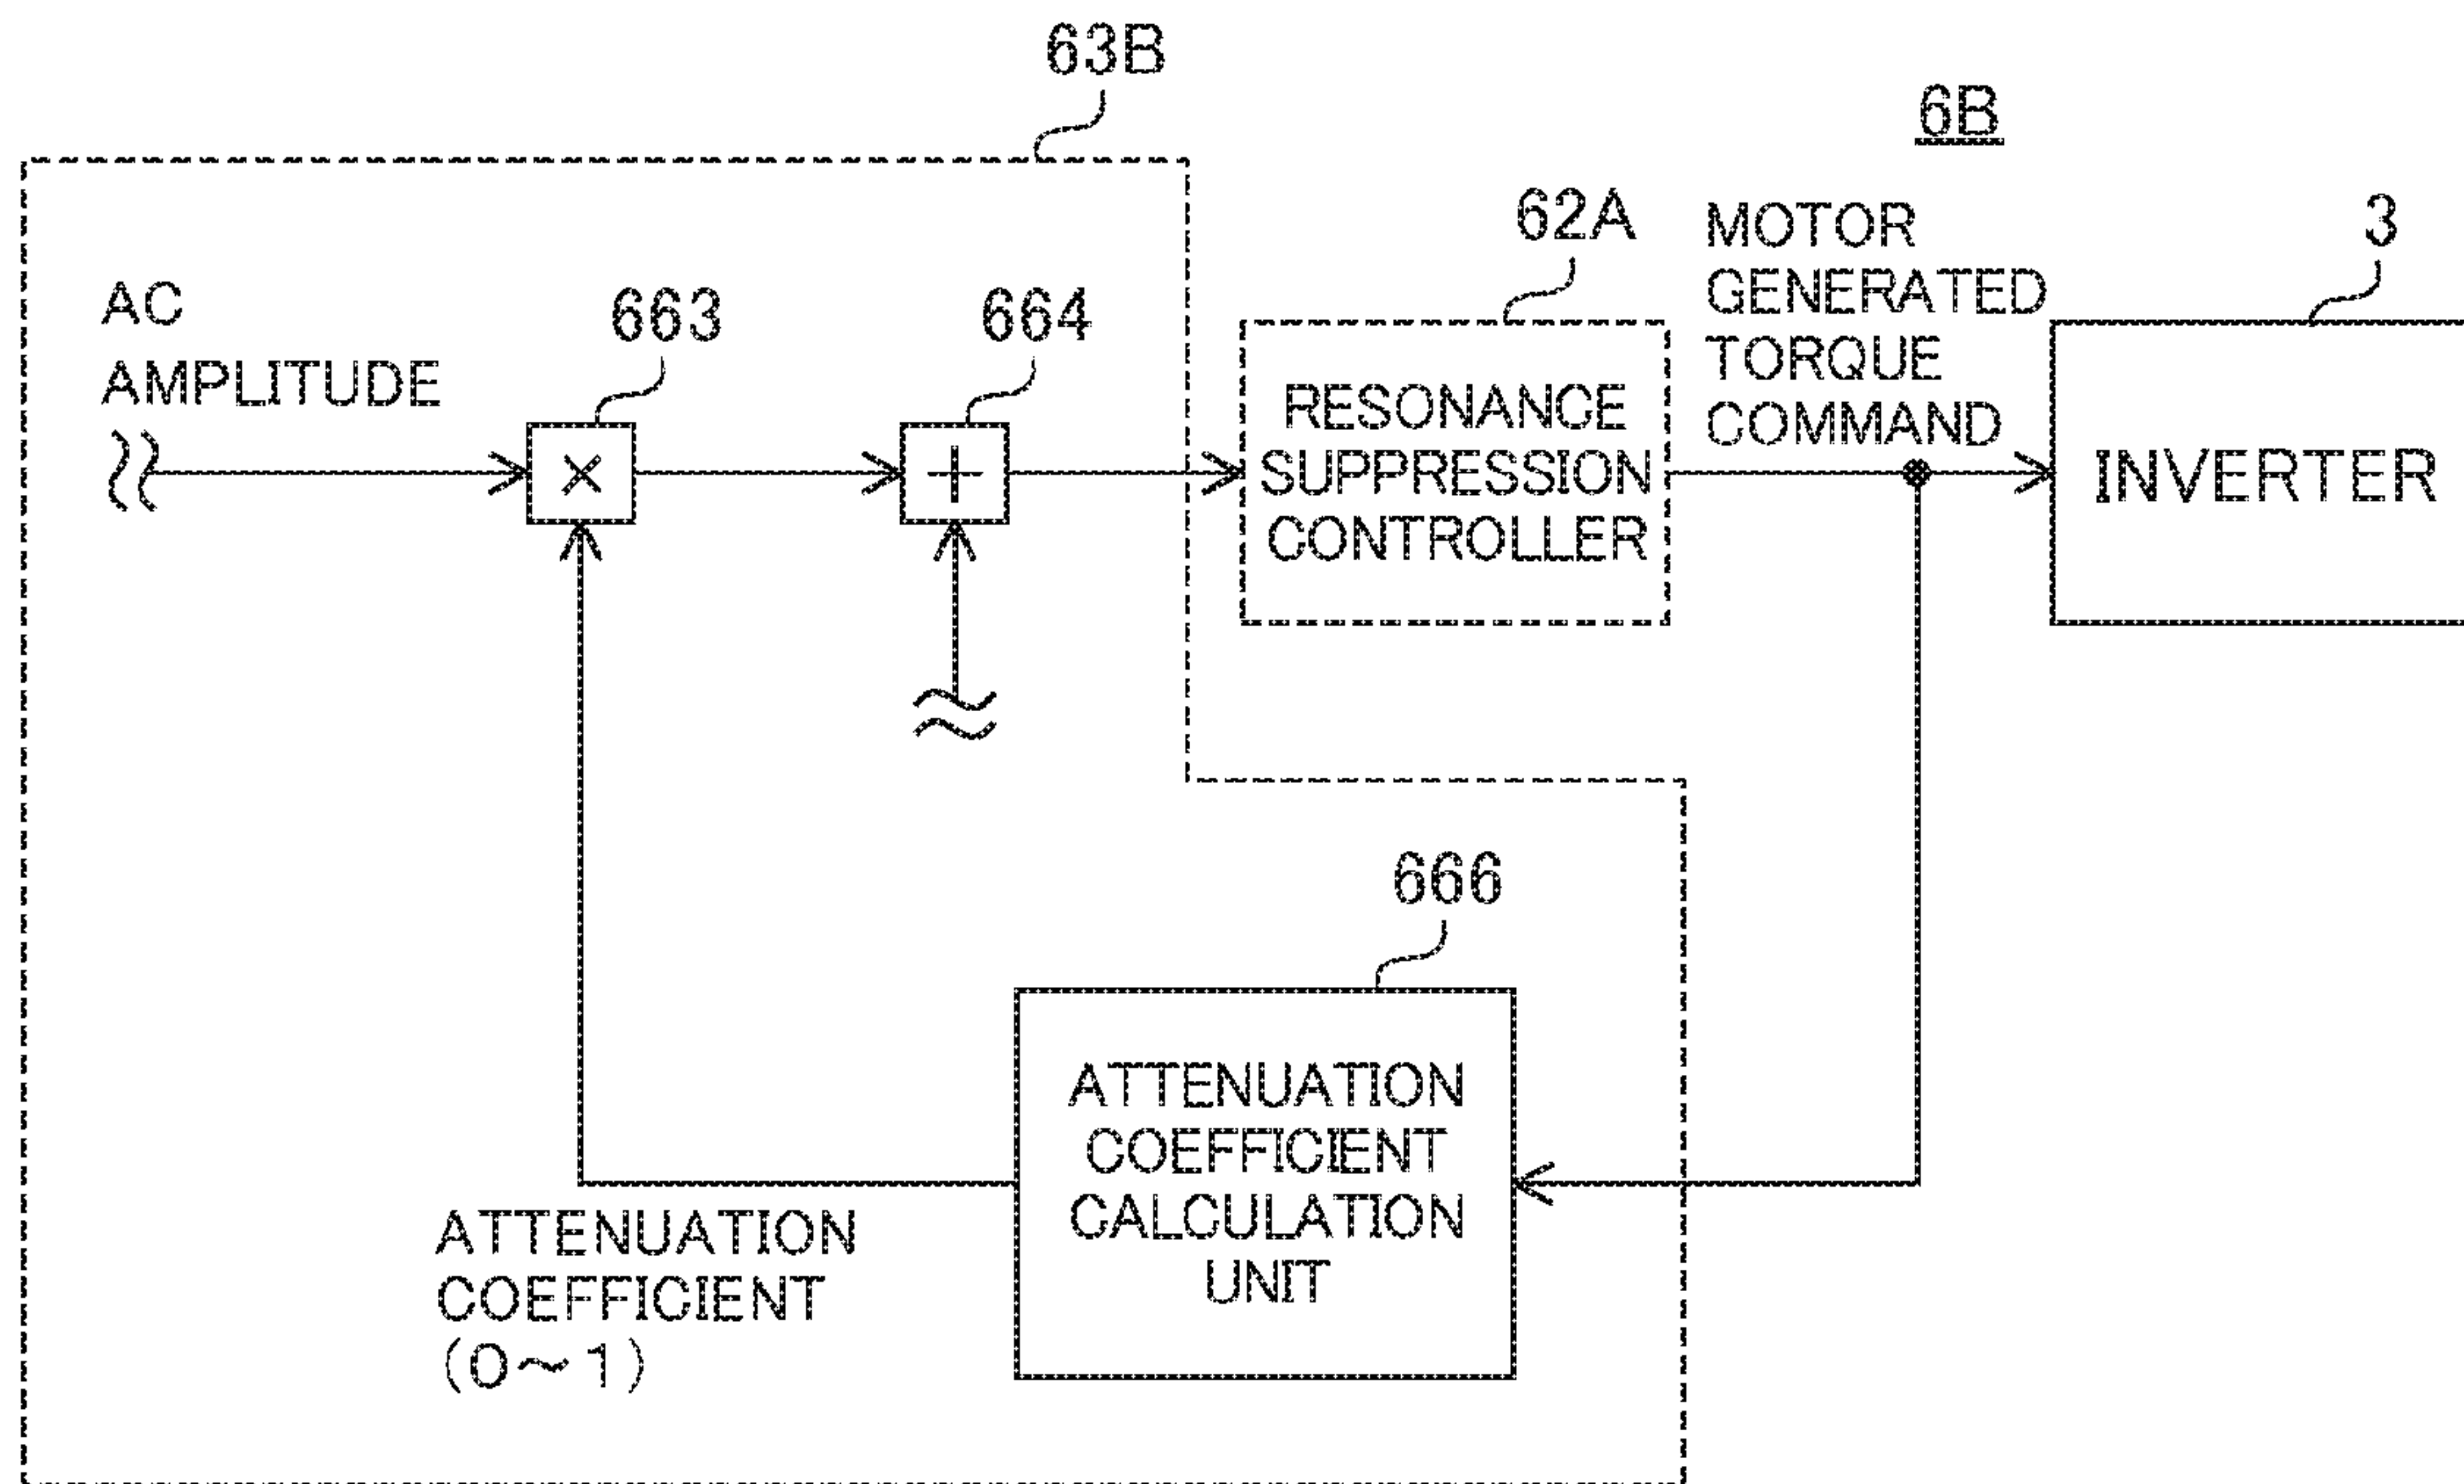 63B
6B
62A
MOTOR
GENERATED
TORQUE
COMMAND
3
AC
AMPLITUDE
663
664
×
+
RESONANCE
SUPPRESSION
CONTROLLER
INVERTER
666
ATTENUATION
COEFFICIENT
CALCULATION
UNIT
ATTENUATION
COEFFICIENT
(0～1)